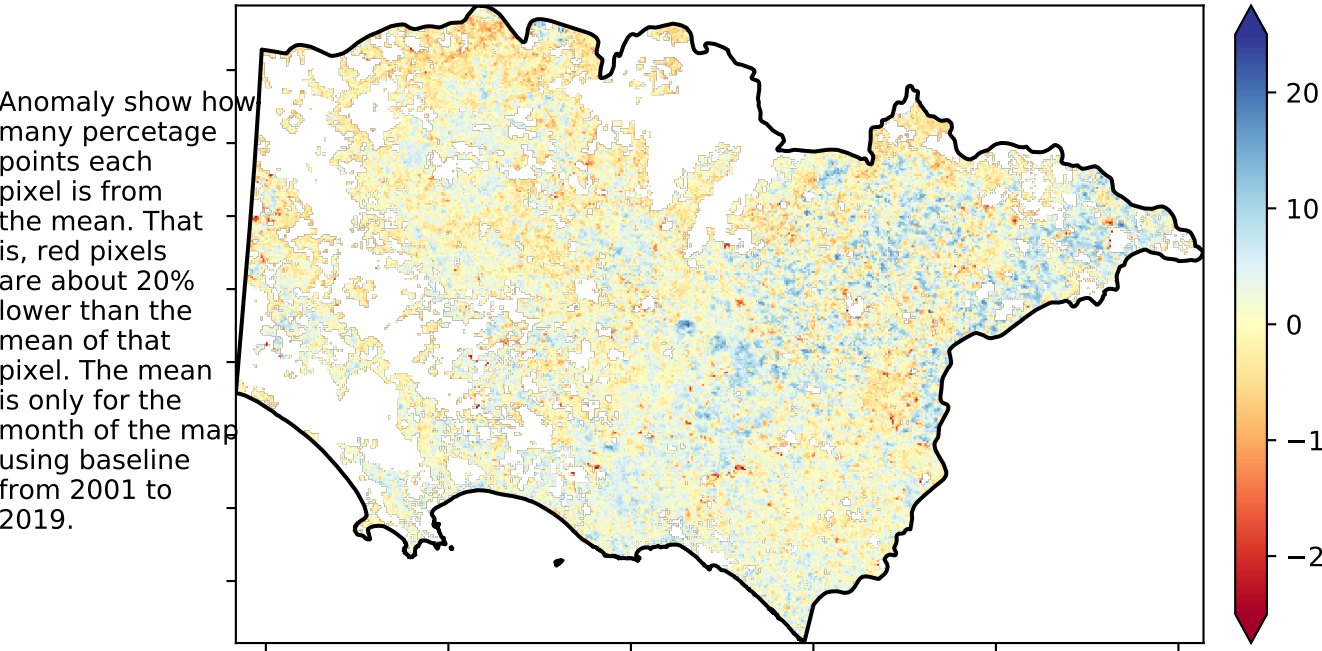 Anomaly show how
many percetage
points each
pixel is from
the mean. That
is, red pixels
are about 20%
lower than the
mean of that
pixel. The mean
is only for the
month of the map
using baseline
from 2001 to
2019.
20
10
0
−1
−2